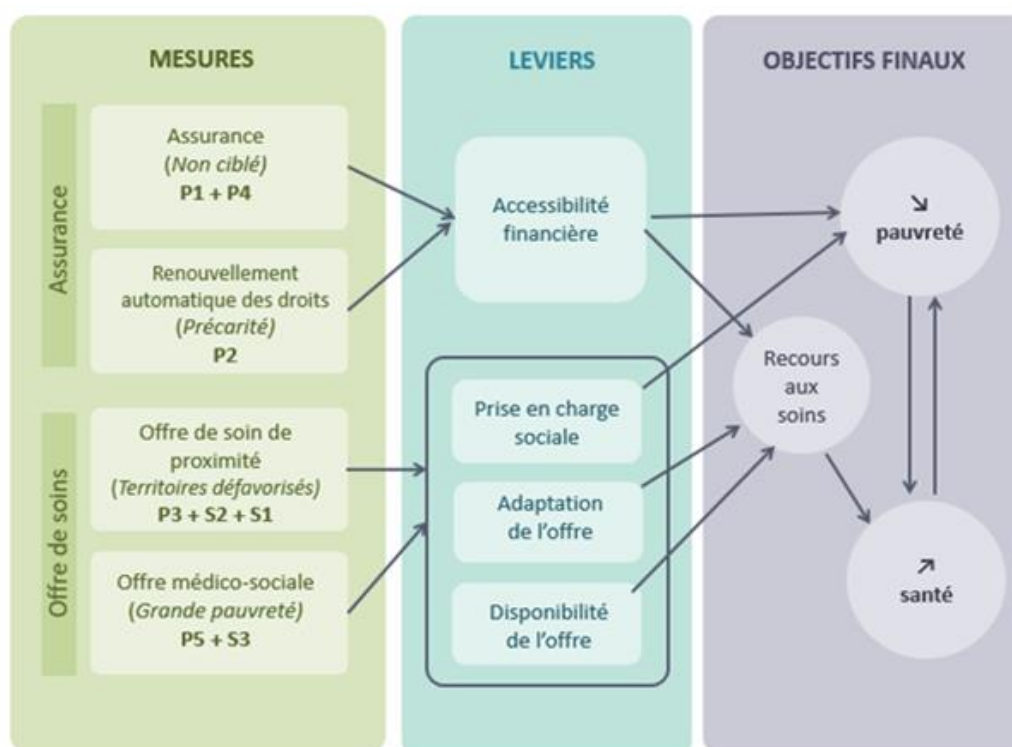 MESURES
Assurance
Assurance
(Non ciblé)
P1 + P4
Renouvellement
automatique des droits
(Précarité)
P2
Offre de soins
Offre de soin de
proximité
(Territoires défavorisés)
P3 + S2 + S1
Offre médico-sociale
(Grande pauvreté)
P5 + S3
LEVIERS
Accessibilité
financière
Prise en charge
sociale
Adaptation
de l'offre
Disponibilité
de l'offre
OBJECTIFS FINAUX
↘
pauvreté
Recours
aux
soins
↗
santé